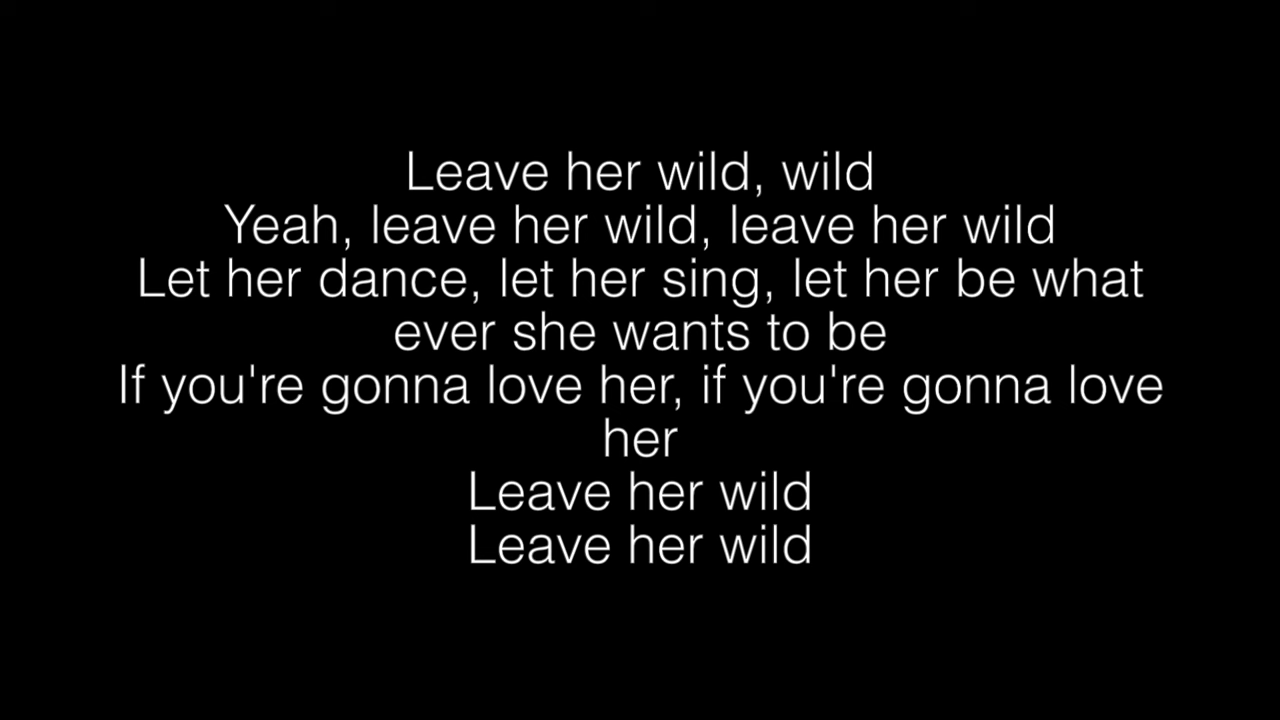 Leave her wild, wild
Yeah, leave her wild, leave her wild
Let her dance, let her sing, let her be what
ever she wants to be
If you're gonna love her, if you're gonna love
her
Leave her wild
Leave her wild